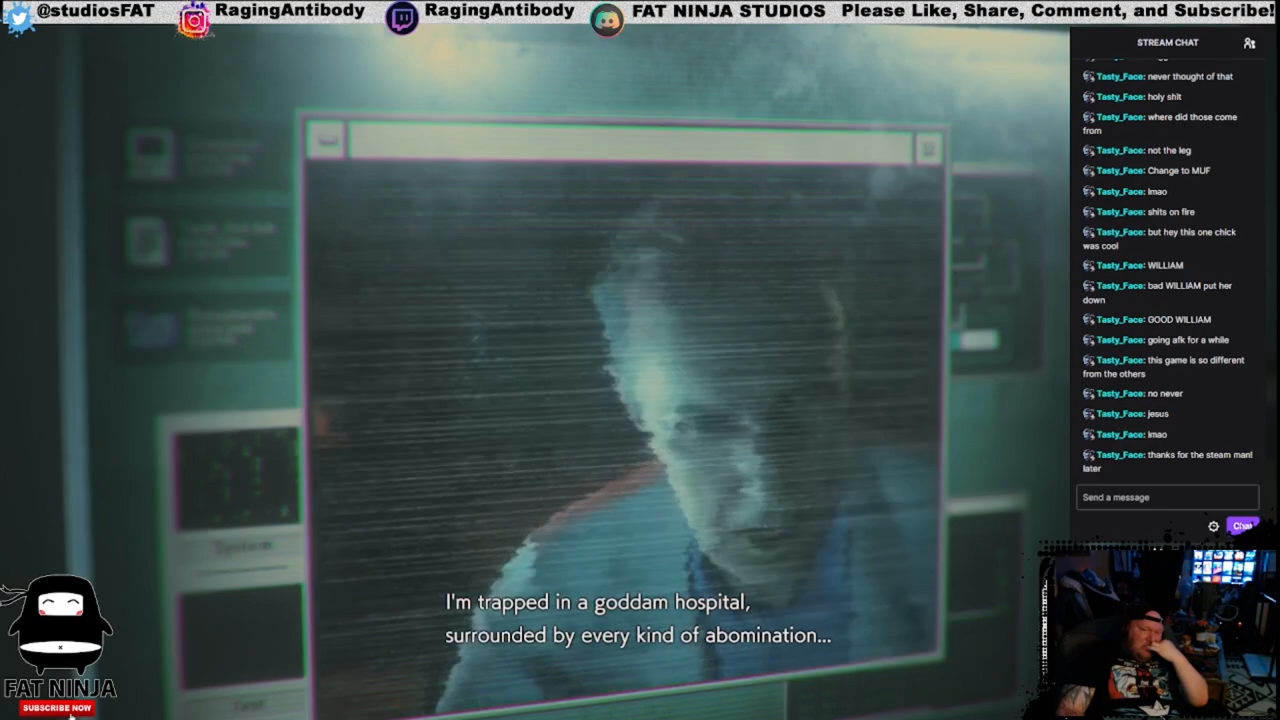 @studiosFAT RagingAntibody RagingAntibody FAT NINJA STUDIOS Please Like, Share, Comment, and Subscribe!
STREAM CHAT
Tasty_Face: never thought of that
Tasty_Face: holy shit
Tasty_Face: where did those come
from
Tasty_Face: not the leg
Tasty_Face: Change to MUF
Tasty_Face: lmao
Tasty_Face: shits on fire
Tasty_Face: but hey this one chick
was cool
Tasty_Face: WILLIAM
Tasty_Face: bad WILLIAM put her
down
Tasty_Face: GOOD WILLIAM
Tasty_Face: going afk for a while
Tasty_Face: this game is so different
from the others
Tasty_Face: no never
Tasty_Face: jesus
Tasty_Face: lmao
Tasty_Face: thanks for the steam man!
later
Send a message
Chat
System
I'm trapped in a goddam hospital,
surrounded by every kind of abomination...
FAT NINJA
SUBSCRIBE NOW